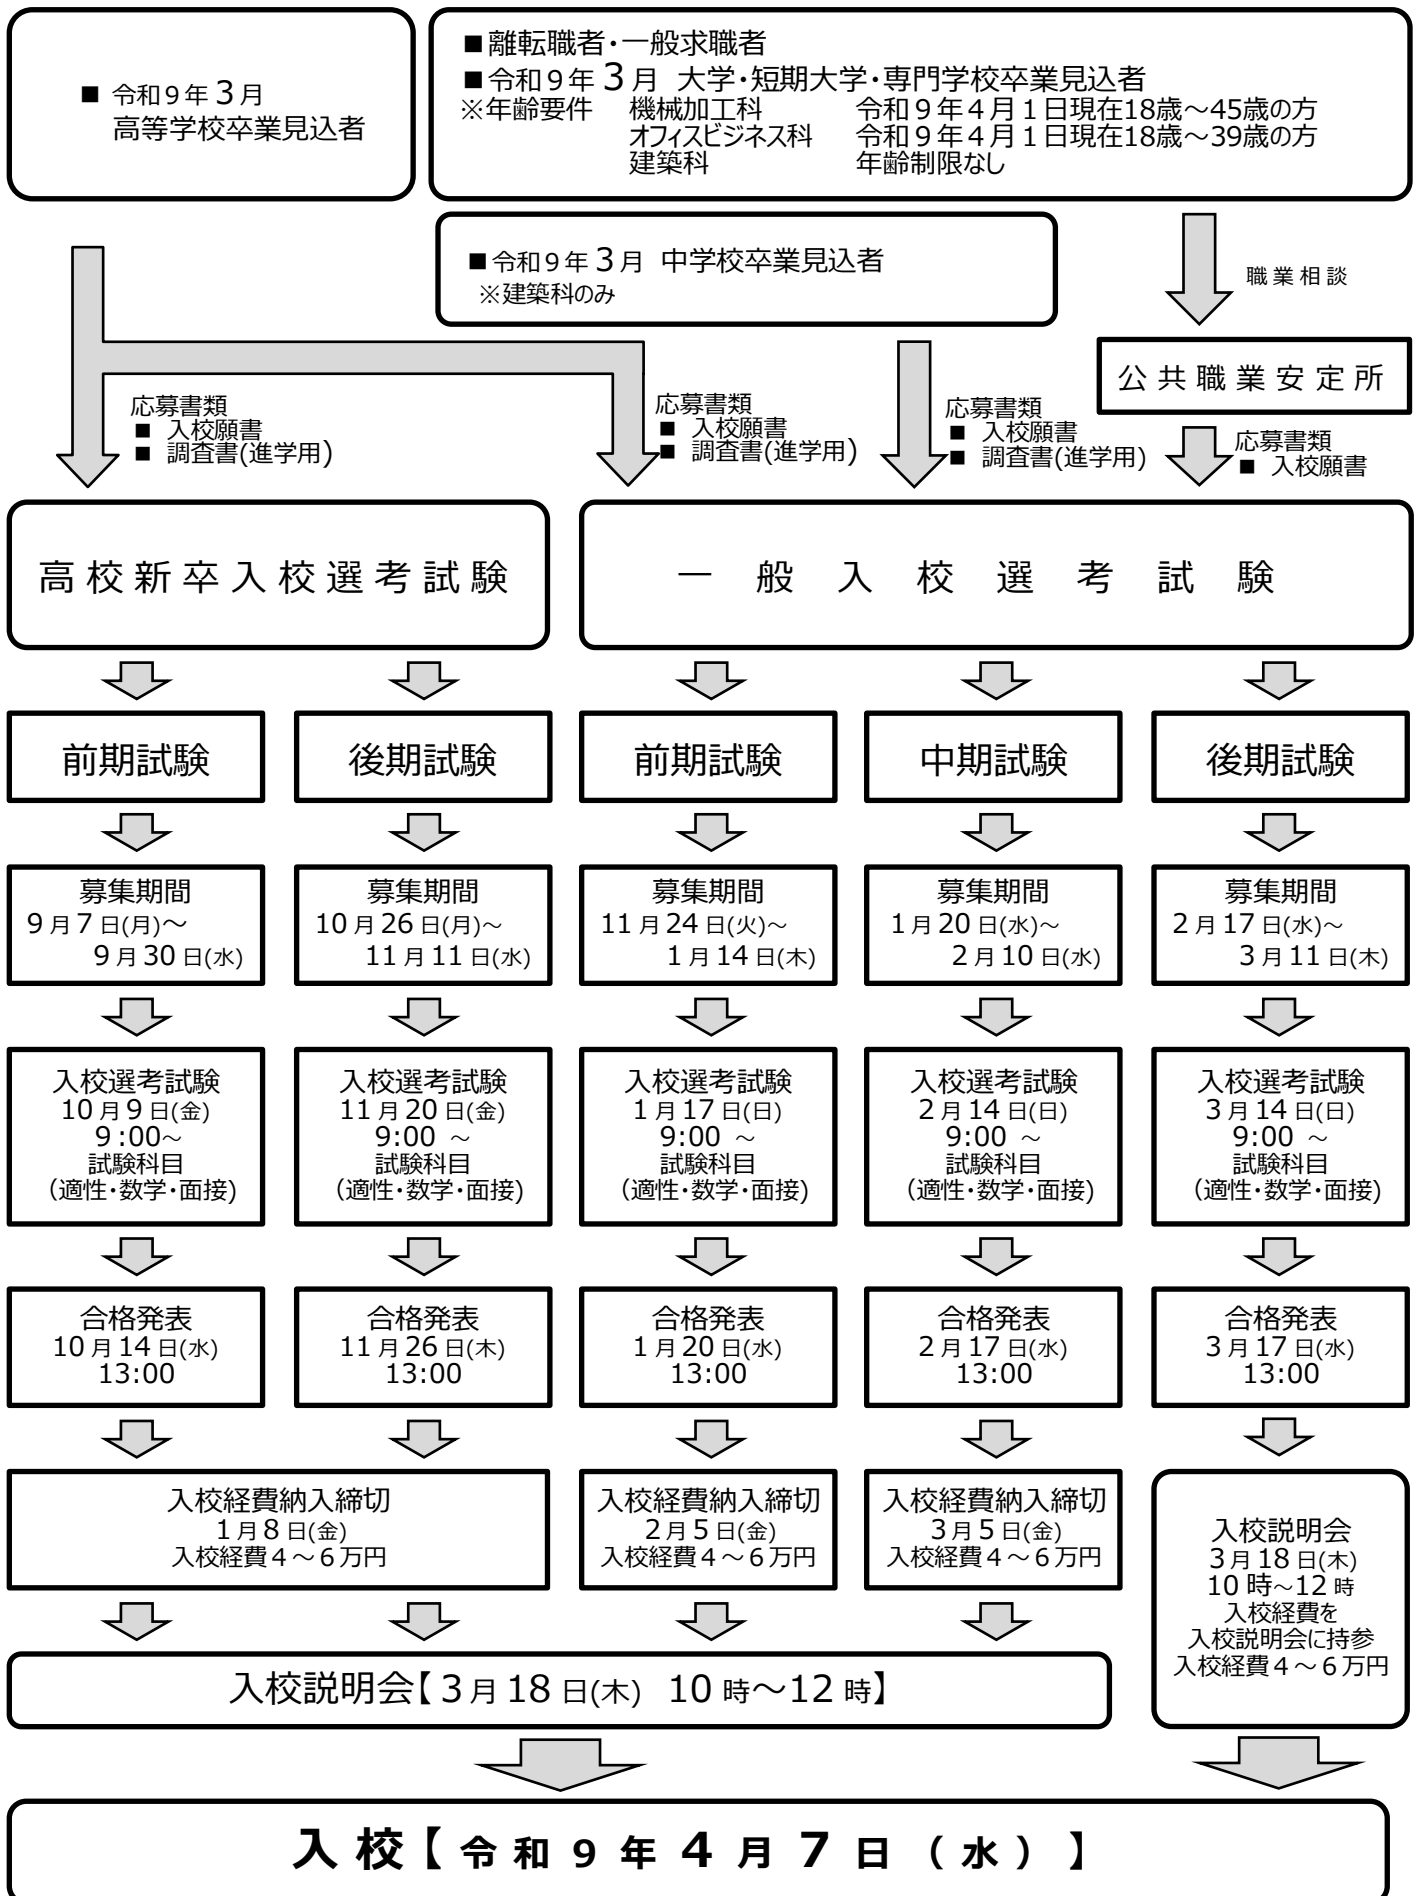 ■ 令和９年３月
高等学校卒業見込者
■離転職者・一般求職者
■令和９年３月 大学・短期大学・専門学校卒業見込者
※年齢要件 機械加工科 令和９年４月１日現在18歳～45歳の方
オフィスビジネス科 令和９年４月１日現在18歳～39歳の方
建築科 年齢制限なし
■令和９年３月 中学校卒業見込者
※建築科のみ
職業相談
公共職業安定所
応募書類
■ 入校願書
■ 調査書(進学用)
応募書類
■ 入校願書
■ 調査書(進学用)
応募書類
■ 入校願書
■ 調査書(進学用)
応募書類
■ 入校願書
高校新卒入校選考試験
一般入校選考試験
前期試験
後期試験
前期試験
中期試験
後期試験
募集期間
9月7日(月)～
9月30日(水)
募集期間
10月26日(月)～
11月11日(水)
募集期間
11月24日(火)～
1月14日(木)
募集期間
1月20日(水)～
2月10日(水)
募集期間
2月17日(水)～
3月11日(木)
入校選考試験
10月9日(金)
9:00～
試験科目
(適性・数学・面接)
入校選考試験
11月20日(金)
9:00 ～
試験科目
(適性・数学・面接)
入校選考試験
1月17日(日)
9:00 ～
試験科目
(適性・数学・面接)
入校選考試験
2月14日(日)
9:00 ～
試験科目
(適性・数学・面接)
入校選考試験
3月14日(日)
9:00 ～
試験科目
(適性・数学・面接)
合格発表
10月14日(水)
13:00
合格発表
11月26日(木)
13:00
合格発表
1月20日(水)
13:00
合格発表
2月17日(水)
13:00
合格発表
3月17日(水)
13:00
入校経費納入締切
1月8日(金)
入校経費４～６万円
入校経費納入締切
2月5日(金)
入校経費４～６万円
入校経費納入締切
3月5日(金)
入校経費４～６万円
入校説明会
3月18日(木)
10時～12時
入校経費を
入校説明会に持参
入校経費４～６万円
入校説明会【3月18日(木) 10時～12時】
入校【令和９年４月７日（水）】